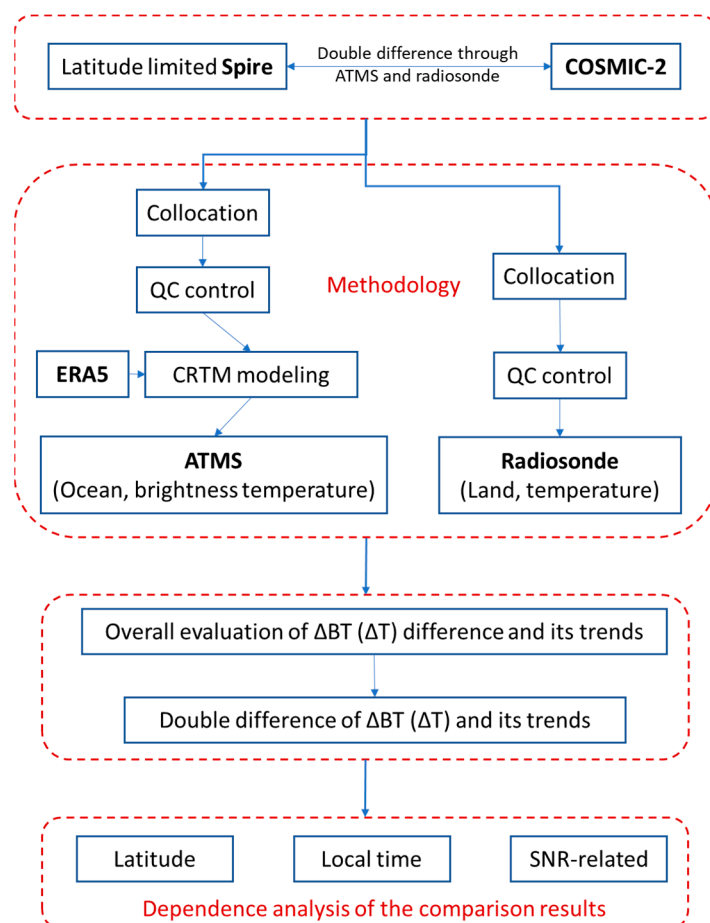 Latitude limited Spire
Double difference through
ATMS and radiosonde
COSMIC-2
Collocation
QC control
Methodology
Collocation
ERA5
CRTM modeling
QC control
ATMS
(Ocean, brightness temperature)
Radiosonde
(Land, temperature)
Overall evaluation of ΔBT (ΔT) difference and its trends
Double difference of ΔBT (ΔT) and its trends
Latitude
Local time
SNR-related
Dependence analysis of the comparison results